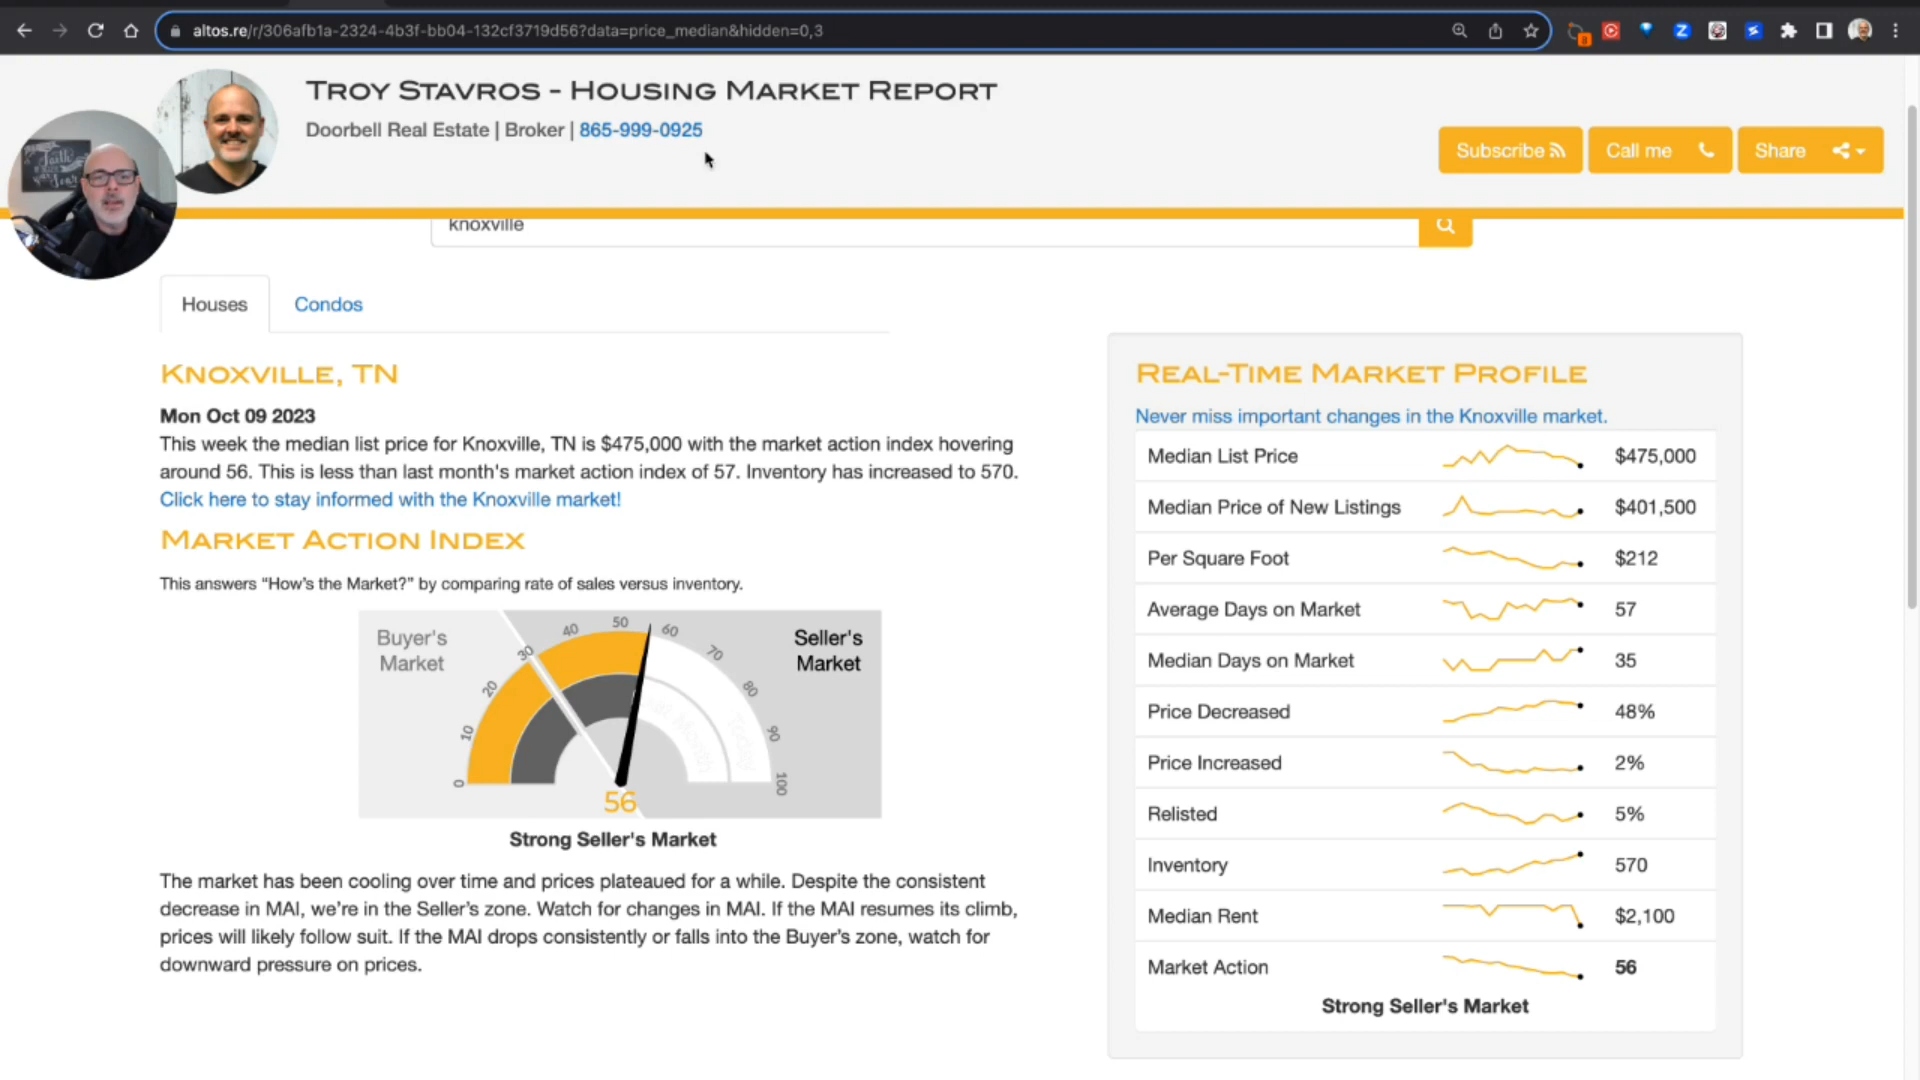 altos.re/r/306afb1a-2324-4b3f-bb04-132cf3719d56?data=price_median&hidden=0,3
Troy Stavros - Housing Market Report
Doorbell Real Estate | Broker | 865-999-0925
Subscribe
Call me
Share
Faith
knoxville
Houses
Condos
Knoxville, TN
Mon Oct 09 2023
This week the median list price for Knoxville, TN is $475,000 with the market action index hovering
around 56. This is less than last month's market action index of 57. Inventory has increased to 570.
Click here to stay informed with the Knoxville market!
Market Action Index
This answers “How's the Market?” by comparing rate of sales versus inventory.
Buyer's
Market
Seller's
Market
0
10
20
30
40
50
60
70
80
90
100
Last Month
Today
56
Strong Seller's Market
The market has been cooling over time and prices plateaued for a while. Despite the consistent
decrease in MAI, we’re in the Seller’s zone. Watch for changes in MAI. If the MAI resumes its climb,
prices will likely follow suit. If the MAI drops consistently or falls into the Buyer’s zone, watch for
downward pressure on prices.
Real-Time Market Profile
Never miss important changes in the Knoxville market.
Median List Price $475,000
Median Price of New Listings $401,500
Per Square Foot $212
Average Days on Market 57
Median Days on Market 35
Price Decreased 48%
Price Increased 2%
Relisted 5%
Inventory 570
Median Rent $2,100
Market Action 56
Strong Seller's Market